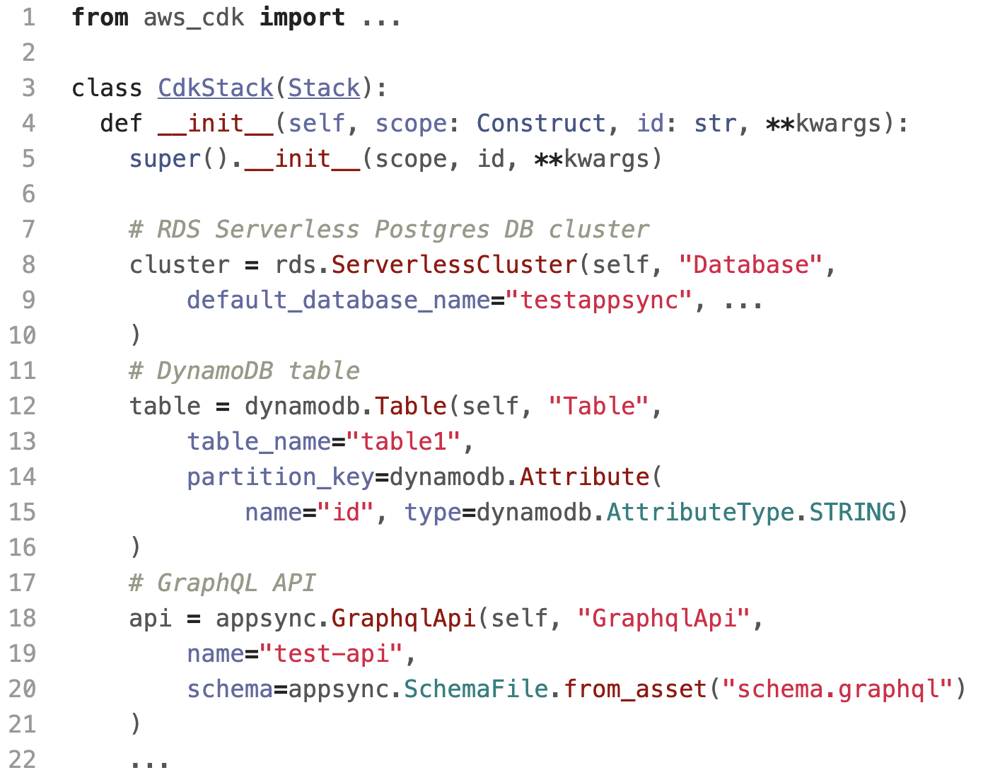 1 from aws_cdk import ...
2
3 class CdkStack(Stack):
4   def __init__(self, scope: Construct, id: str, **kwargs):
5     super().__init__(scope, id, **kwargs)
6
7     # RDS Serverless Postgres DB cluster
8     cluster = rds.ServerlessCluster(self, "Database",
9         default_database_name="testappsync", ...
10     )
11     # DynamoDB table
12     table = dynamodb.Table(self, "Table",
13         table_name="table1",
14         partition_key=dynamodb.Attribute(
15             name="id", type=dynamodb.AttributeType.STRING)
16     )
17     # GraphQL API
18     api = appsync.GraphqlApi(self, "GraphqlApi",
19         name="test-api",
20         schema=appsync.SchemaFile.from_asset("schema.graphql")
21     )
22     ...